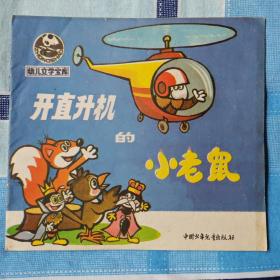 幼儿文学宝库
开直升机
的
小老鼠
中国少年儿童出版社